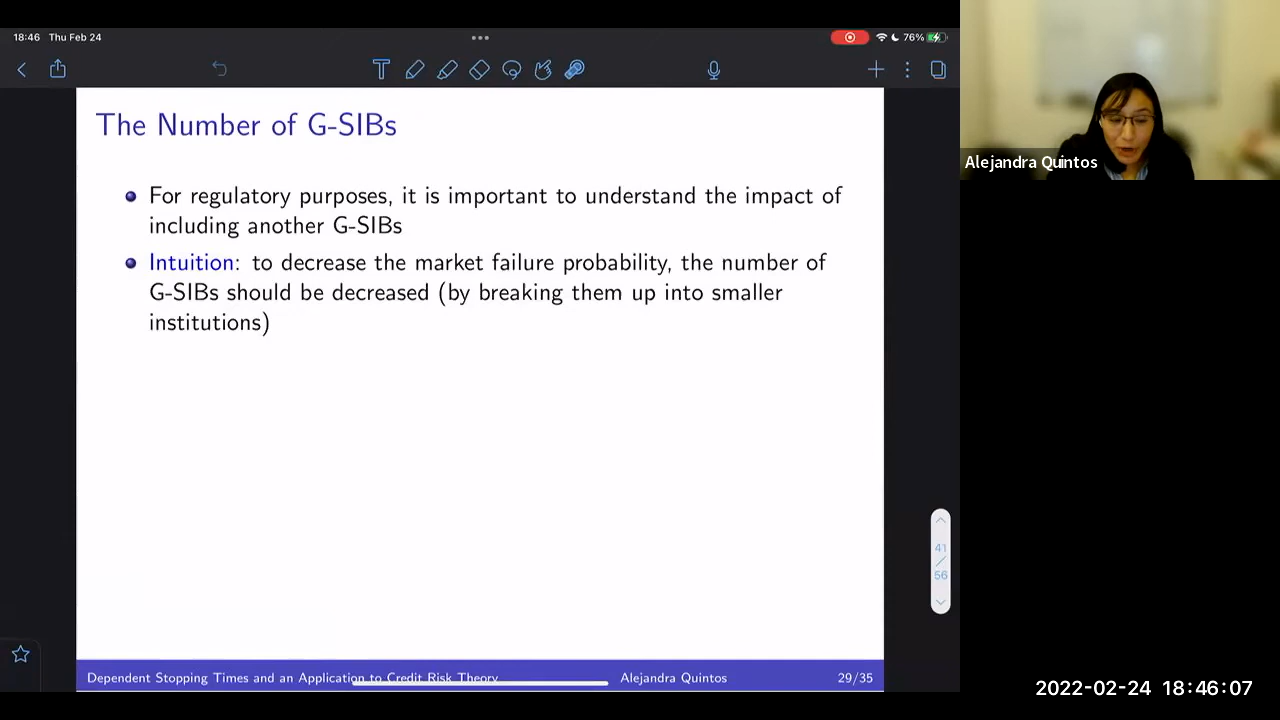 18:46 Thu Feb 24
76%
The Number of G-SIBs
For regulatory purposes, it is important to understand the impact of
including another G-SIBs
Intuition: to decrease the market failure probability, the number of
G-SIBs should be decreased (by breaking them up into smaller
institutions)
Alejandra Quintos
41
/
56
Dependent Stopping Times and an Application to Credit Risk Theory Alejandra Quintos 29/35
2022-02-24 18:46:07